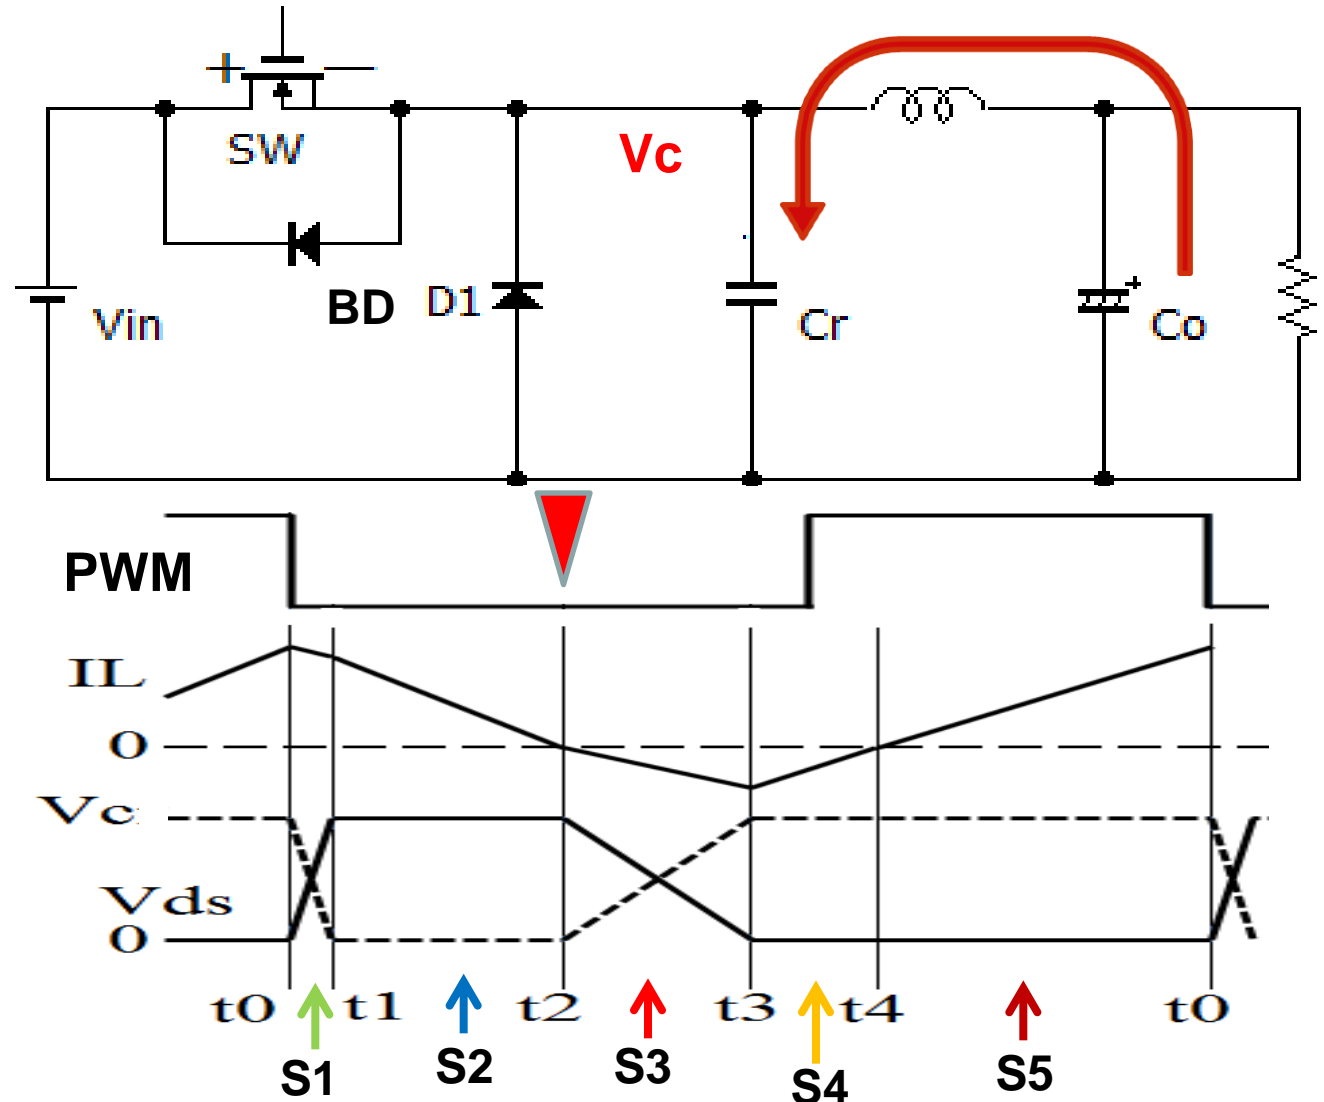 + —
SW
Vc
BD
D1
Vin
Cr
+
Co
PWM
IL
0
Vc
Vds
0
t0 t1 t2 t3 t4 t0
S1 S2 S3 S4 S5